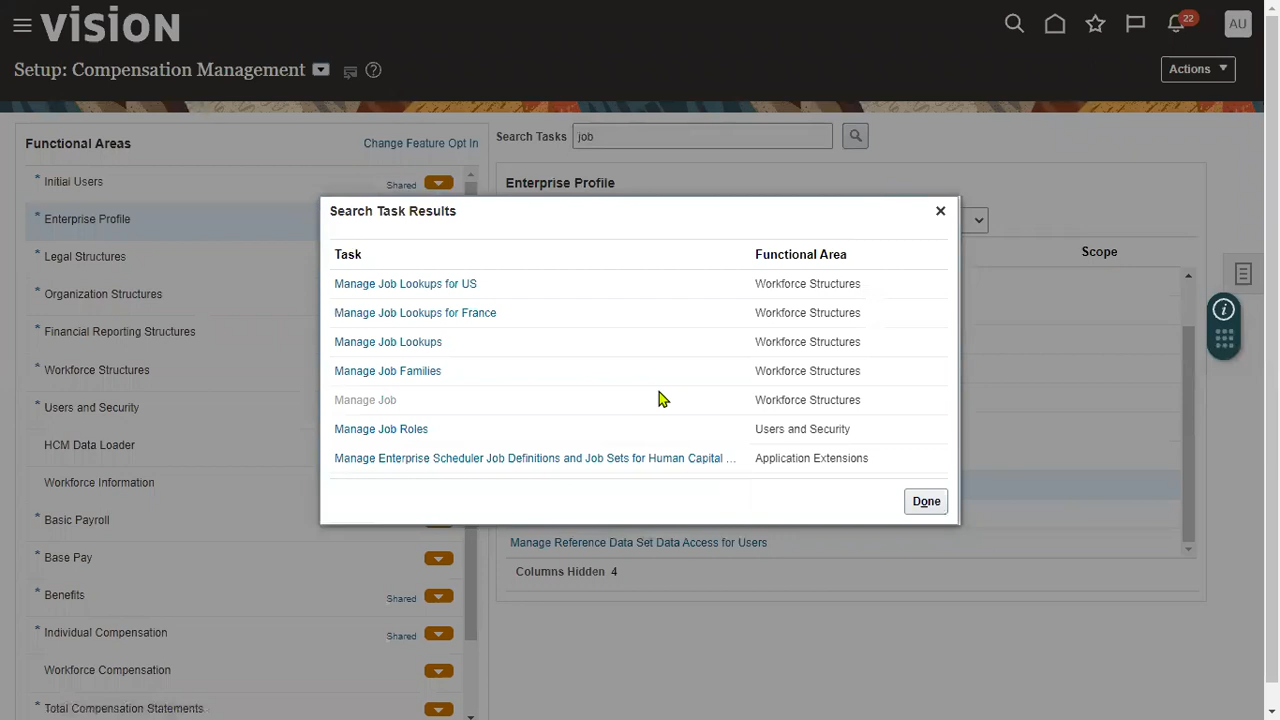 vision
22
AU
Setup: Compensation Management
Actions
Functional Areas
Change Feature Opt In
Search Tasks
job
* Initial Users
Shared
* Enterprise Profile
* Legal Structures
* Organization Structures
* Financial Reporting Structures
* Workforce Structures
* Users and Security
HCM Data Loader
Workforce Information
* Basic Payroll
* Base Pay
* Benefits
Shared
* Individual Compensation
Shared
Workforce Compensation
* Total Compensation Statements
Enterprise Profile
Scope
Search Task Results
Task
Functional Area
Manage Job Lookups for US
Workforce Structures
Manage Job Lookups for France
Workforce Structures
Manage Job Lookups
Workforce Structures
Manage Job Families
Workforce Structures
Manage Job
Workforce Structures
Manage Job Roles
Users and Security
Manage Enterprise Scheduler Job Definitions and Job Sets for Human Capital ...
Application Extensions
Done
Manage Reference Data Set Data Access for Users
Columns Hidden 4